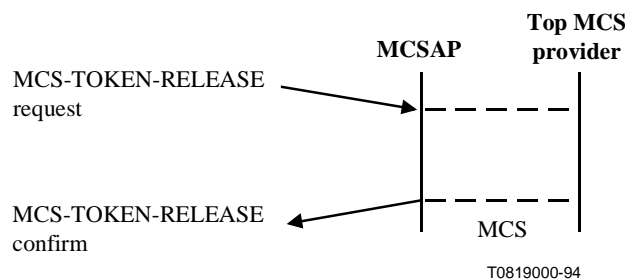 Top MCS
provider
MCSAP
MCS-TOKEN-RELEASE
request
MCS-TOKEN-RELEASE
confirm
MCS
T0819000-94